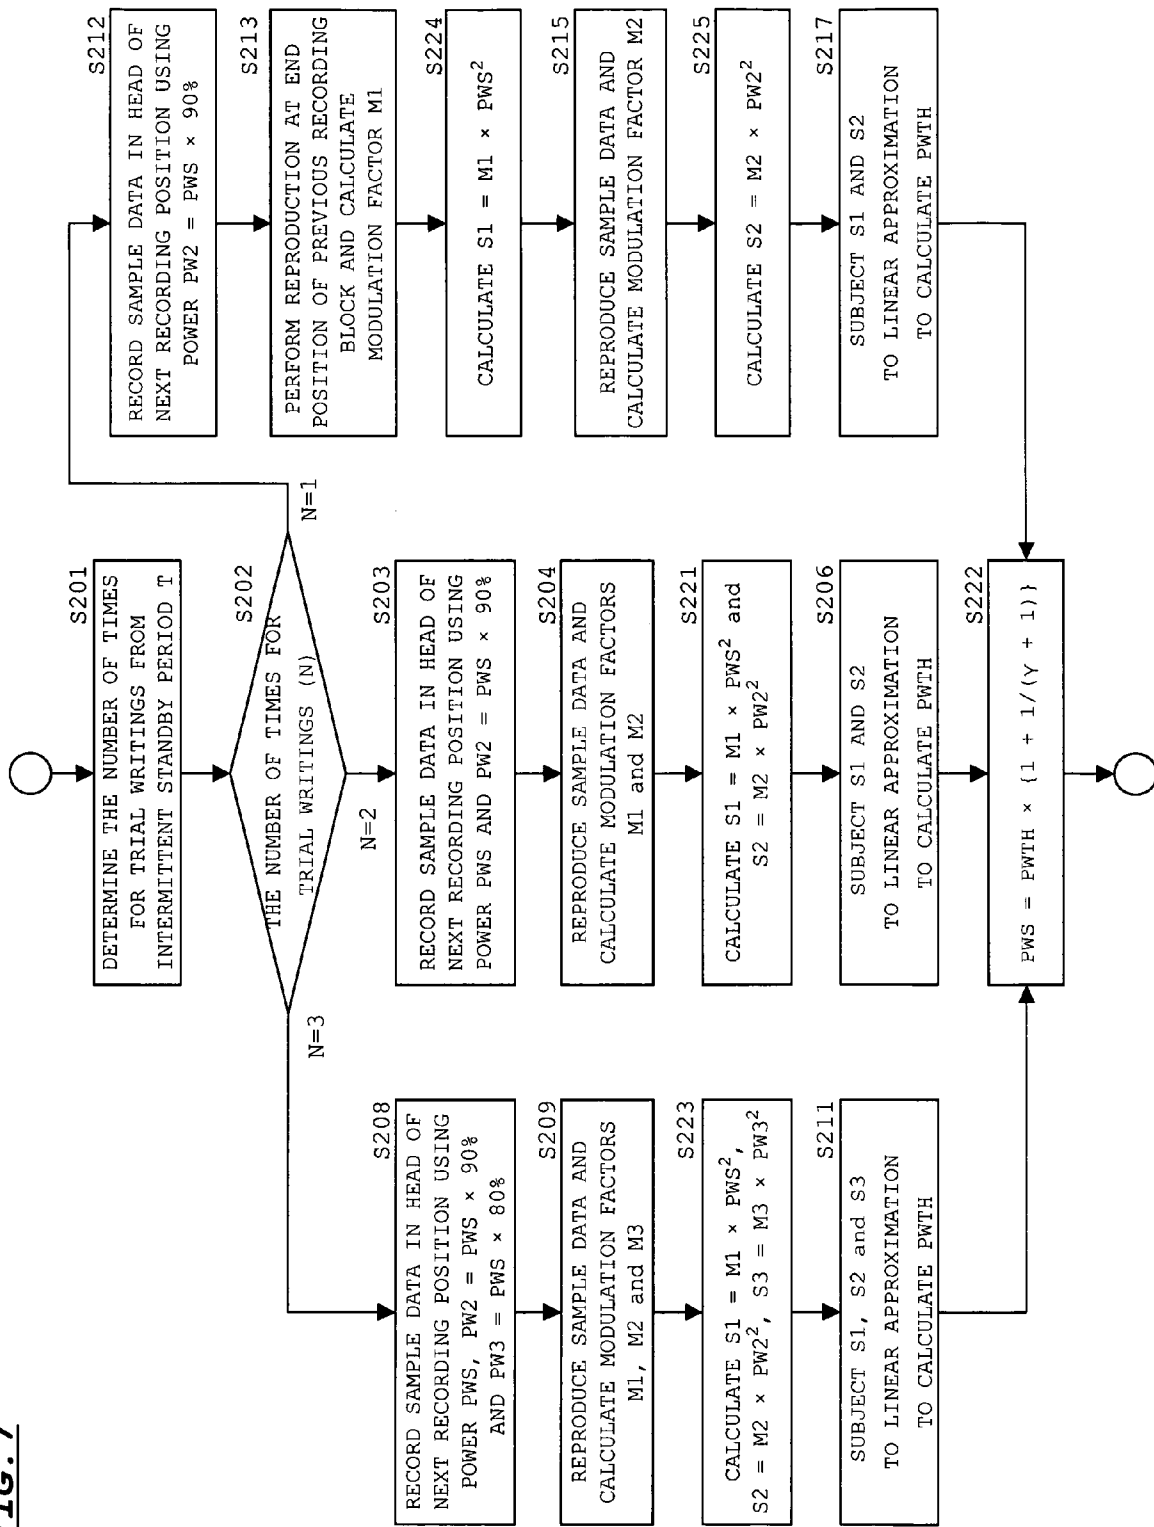 FIG. 7
S201
DETERMINE THE NUMBER OF TIMES
FOR TRIAL WRITINGS FROM
INTERMITTENT STANDBY PERIOD T
S202
THE NUMBER OF TIMES FOR
TRIAL WRITINGS (N)
N=3
N=2
N=1
S208
RECORD SAMPLE DATA IN HEAD OF
NEXT RECORDING POSITION USING
POWER PWS, PW2 = PWS × 90%
AND PW3 = PWS × 80%
S209
REPRODUCE SAMPLE DATA AND
CALCULATE MODULATION FACTORS
M1, M2 and M3
S223
CALCULATE S1 = M1 × PWS²,
S2 = M2 × PW2², S3 = M3 × PW3²
S211
SUBJECT S1, S2 and S3
TO LINEAR APPROXIMATION
TO CALCULATE PWTH
S203
RECORD SAMPLE DATA IN HEAD OF
NEXT RECORDING POSITION USING
POWER PWS AND PW2 = PWS × 90%
S204
REPRODUCE SAMPLE DATA AND
CALCULATE MODULATION FACTORS
M1 and M2
S221
CALCULATE S1 = M1 × PWS² and
S2 = M2 × PW2²
S206
SUBJECT S1 AND S2
TO LINEAR APPROXIMATION
TO CALCULATE PWTH
S222
PWS = PWTH × {1 + 1/(γ + 1)}
S212
RECORD SAMPLE DATA IN HEAD OF
NEXT RECORDING POSITION USING
POWER PW2 = PWS × 90%
S213
PERFORM REPRODUCTION AT END
POSITION OF PREVIOUS RECORDING
BLOCK AND CALCULATE
MODULATION FACTOR M1
S224
CALCULATE S1 = M1 × PWS²
S215
REPRODUCE SAMPLE DATA AND
CALCULATE MODULATION FACTOR M2
S225
CALCULATE S2 = M2 × PW2²
S217
SUBJECT S1 AND S2
TO LINEAR APPROXIMATION
TO CALCULATE PWTH